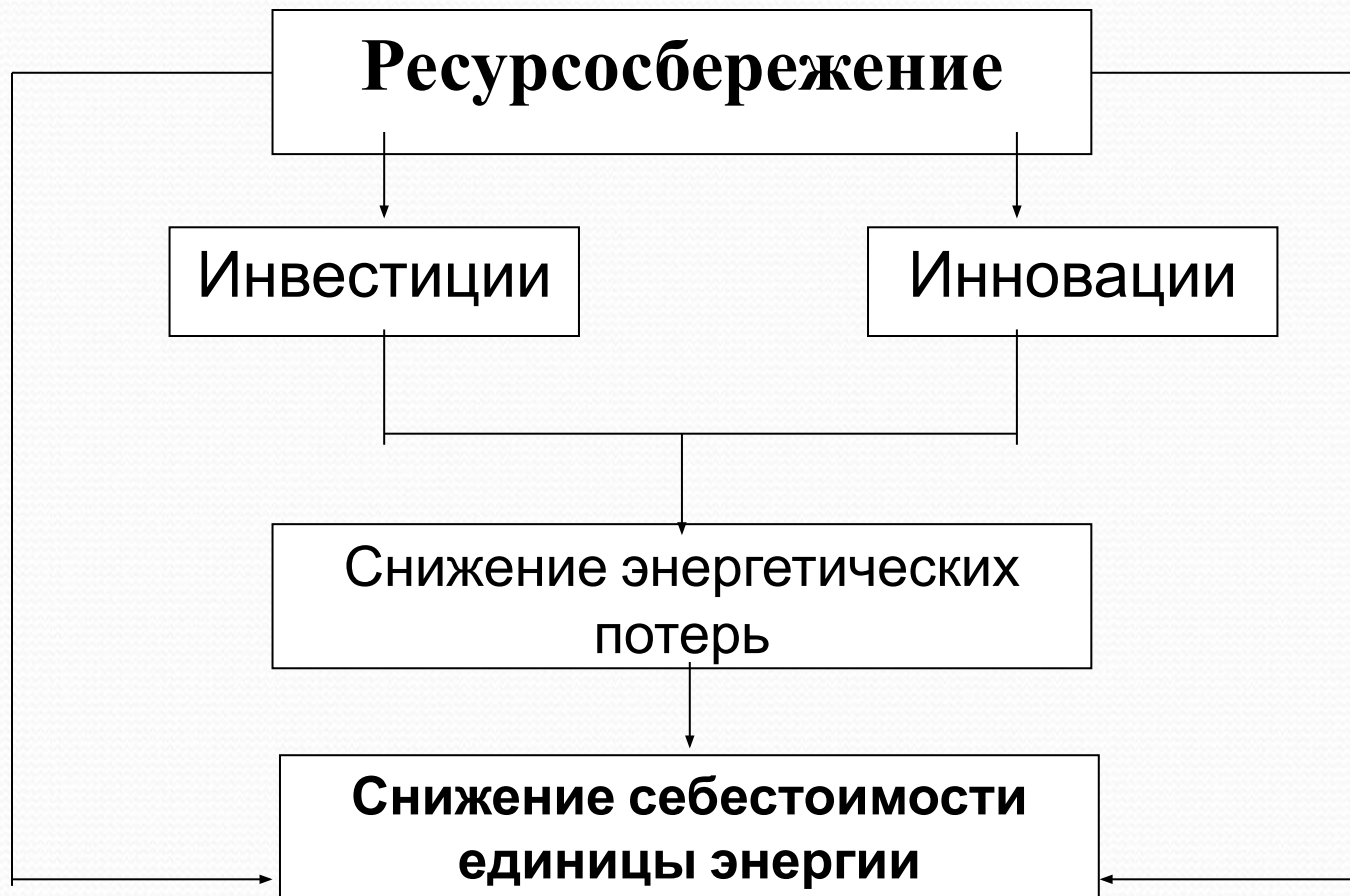 Ресурсосбережение
Инвестиции
Инновации
Снижение энергетических
потерь
Снижение себестоимости
единицы энергии